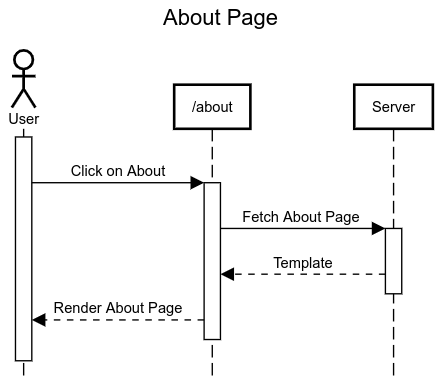 About Page
User
/about
Server
Click on About
Fetch About Page
Template
Render About Page